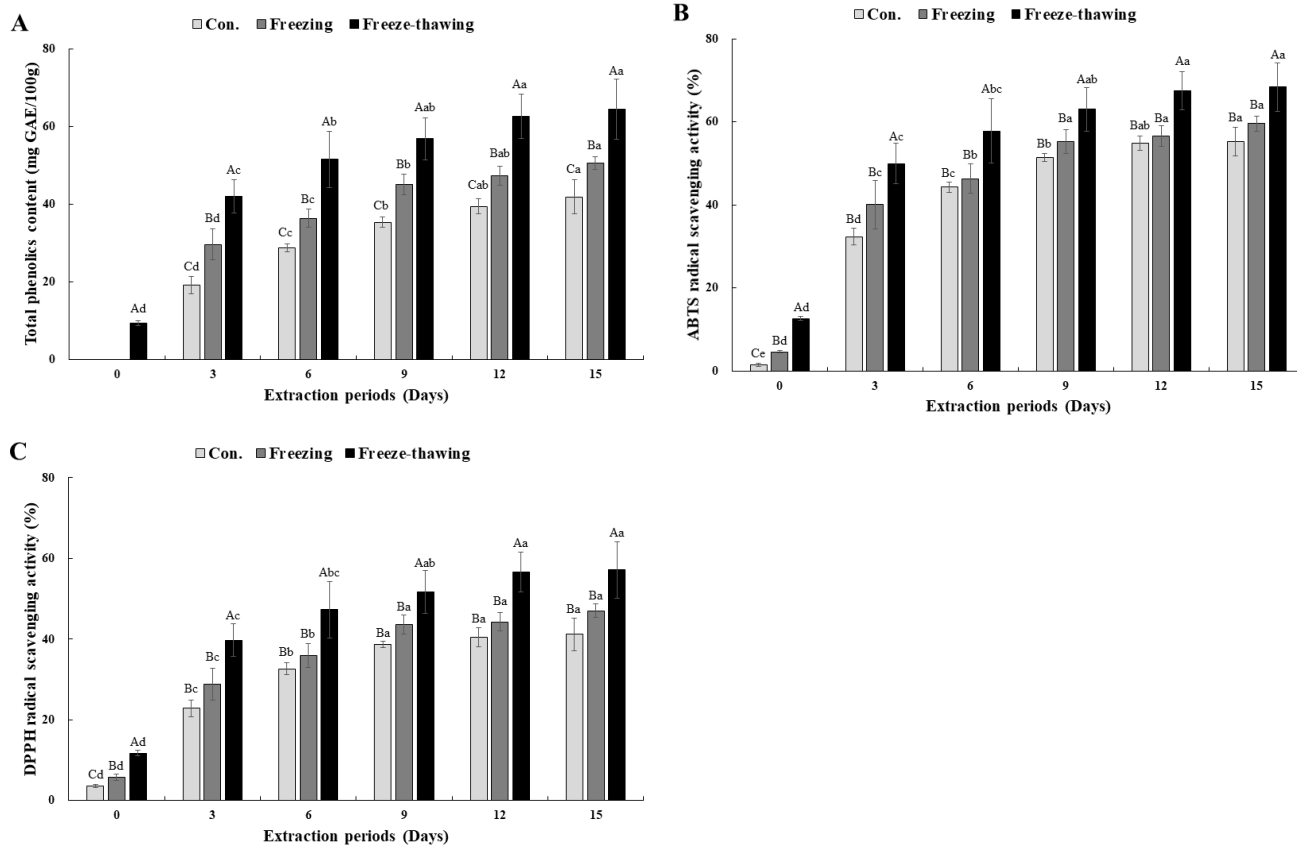 A
Con. Freezing Freeze-thawing
Total phenolics content (mg GAE/100g)
80
60
40
20
0
Ad
Cd Bd Ac
Cc Bc Ab
Cb Bb Aab
Cab Bab Aa
Ca Ba Aa
0 3 6 9 12 15
Extraction periods (Days)
B
Con. Freezing Freeze-thawing
ABTS radical scavenging activity (%)
80
60
40
20
0
Ce Bd Ad
Bd Bc Ac
Bc Bb Abc
Bb Ba Aab
Bab Ba Aa
Ba Ba Aa
0 3 6 9 12 15
Extraction periods (Days)
C
Con. Freezing Freeze-thawing
DPPH radical scavenging activity (%)
80
60
40
20
0
Cd Bd Ad
Bc Bc Ac
Bb Bb Abc
Ba Ba Aab
Ba Ba Aa
Ba Ba Aa
0 3 6 9 12 15
Extraction periods (Days)